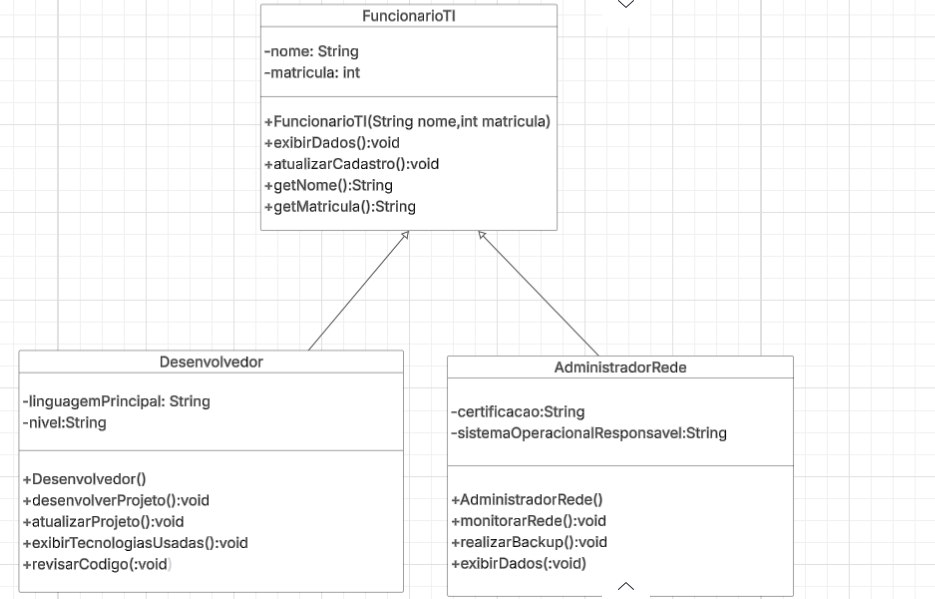 FuncionarioTI
-nome: String
-matricula: int
+FuncionarioTI(String nome,int matricula)
+exibirDados():void
+atualizarCadastro():void
+getNome():String
+getMatricula():String
Desenvolvedor
-linguagemPrincipal: String
-nivel:String
+Desenvolvedor()
+desenvolverProjeto():void
+atualizarProjeto():void
+exibirTecnologiasUsadas():void
+revisarCodigo(:void)
AdministradorRede
-certificacao:String
-sistemaOperacionalResponsavel:String
+AdministradorRede()
+monitorarRede():void
+realizarBackup():void
+exibirDados(:void)